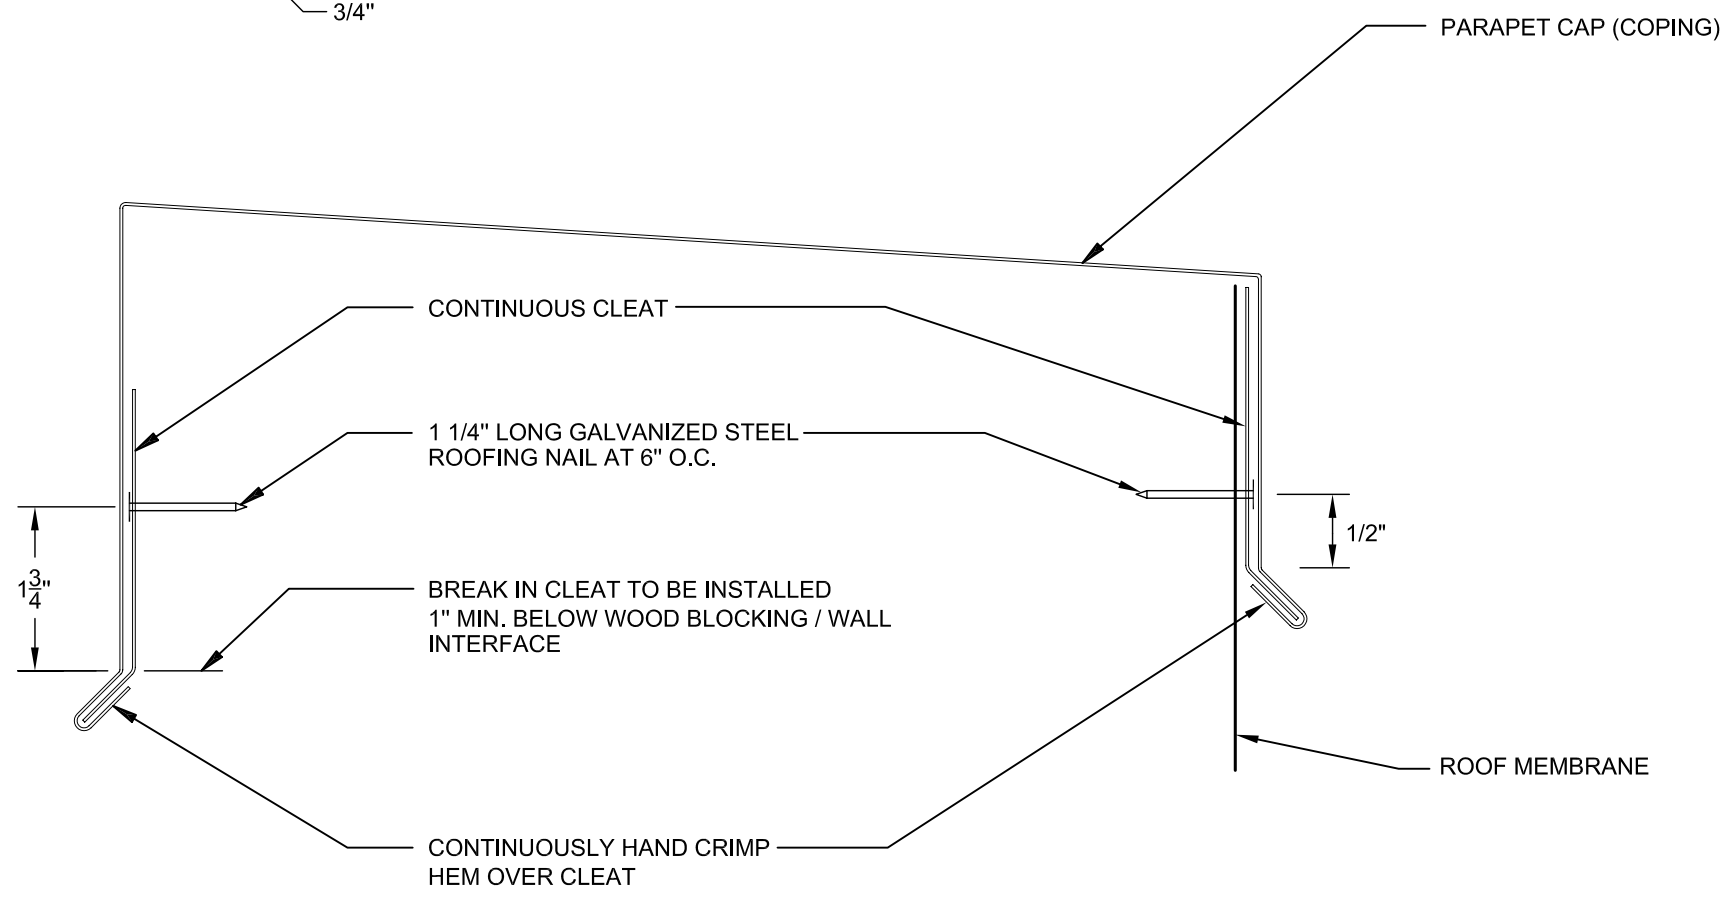 3/4"
PARAPET CAP (COPING)
CONTINUOUS CLEAT
1 1/4" LONG GALVANIZED STEEL
ROOFING NAIL AT 6" O.C.
1/2"
1 3/4"
BREAK IN CLEAT TO BE INSTALLED
1" MIN. BELOW WOOD BLOCKING / WALL
INTERFACE
ROOF MEMBRANE
CONTINUOUSLY HAND CRIMP
HEM OVER CLEAT